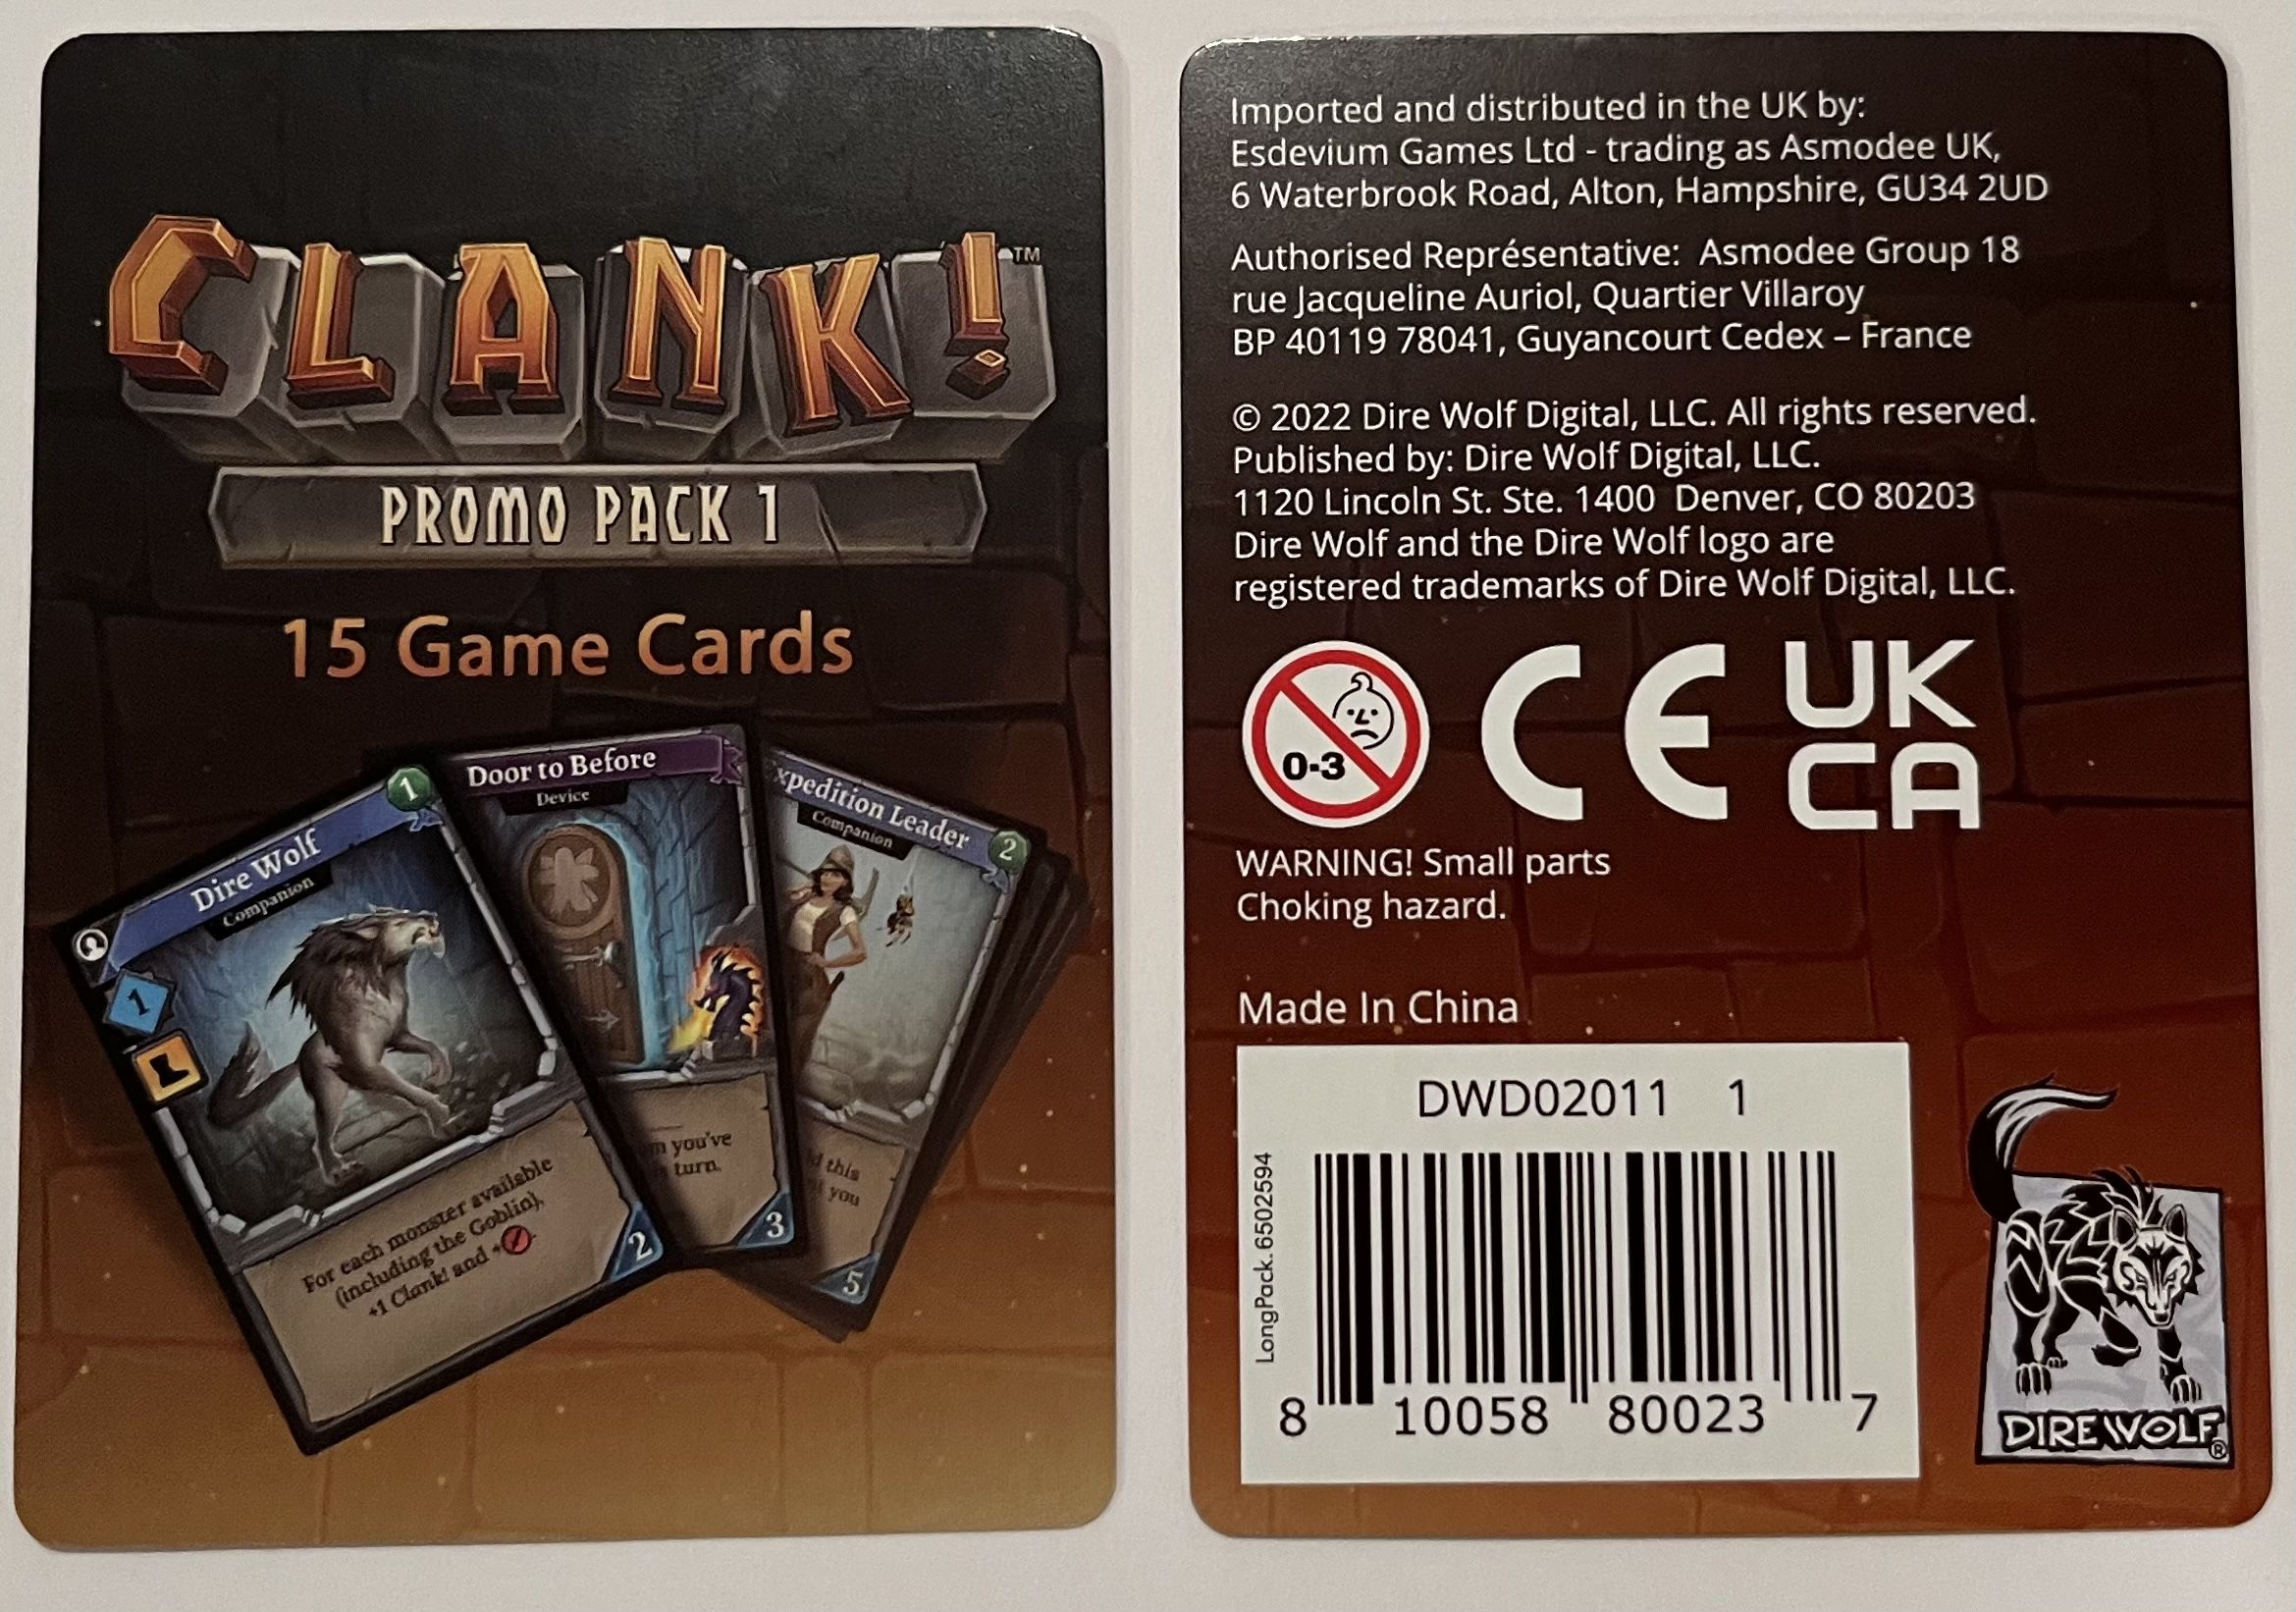 CLANK!™
PROMO PACK 1
15 Game Cards
1
Dire Wolf
Companion
1
For each monster available
(including the Goblin),
+1 Clank! and +
2
Door to Before
Device
you've
turn.
3
xpedition Leader
Companion
2
this
you
5
Imported and distributed in the UK by:
Esdevium Games Ltd - trading as Asmodee UK,
6 Waterbrook Road, Alton, Hampshire, GU34 2UD
Authorised Représentative: Asmodee Group 18
rue Jacqueline Auriol, Quartier Villaroy
BP 40119 78041, Guyancourt Cedex – France
© 2022 Dire Wolf Digital, LLC. All rights reserved.
Published by: Dire Wolf Digital, LLC.
1120 Lincoln St. Ste. 1400 Denver, CO 80203
Dire Wolf and the Dire Wolf logo are
registered trademarks of Dire Wolf Digital, LLC.
0-3
CE
UK
CA
WARNING! Small parts
Choking hazard.
Made In China
DWD02011 1
LongPack.6502594
8 10058 80023 7
DIRE WOLF®